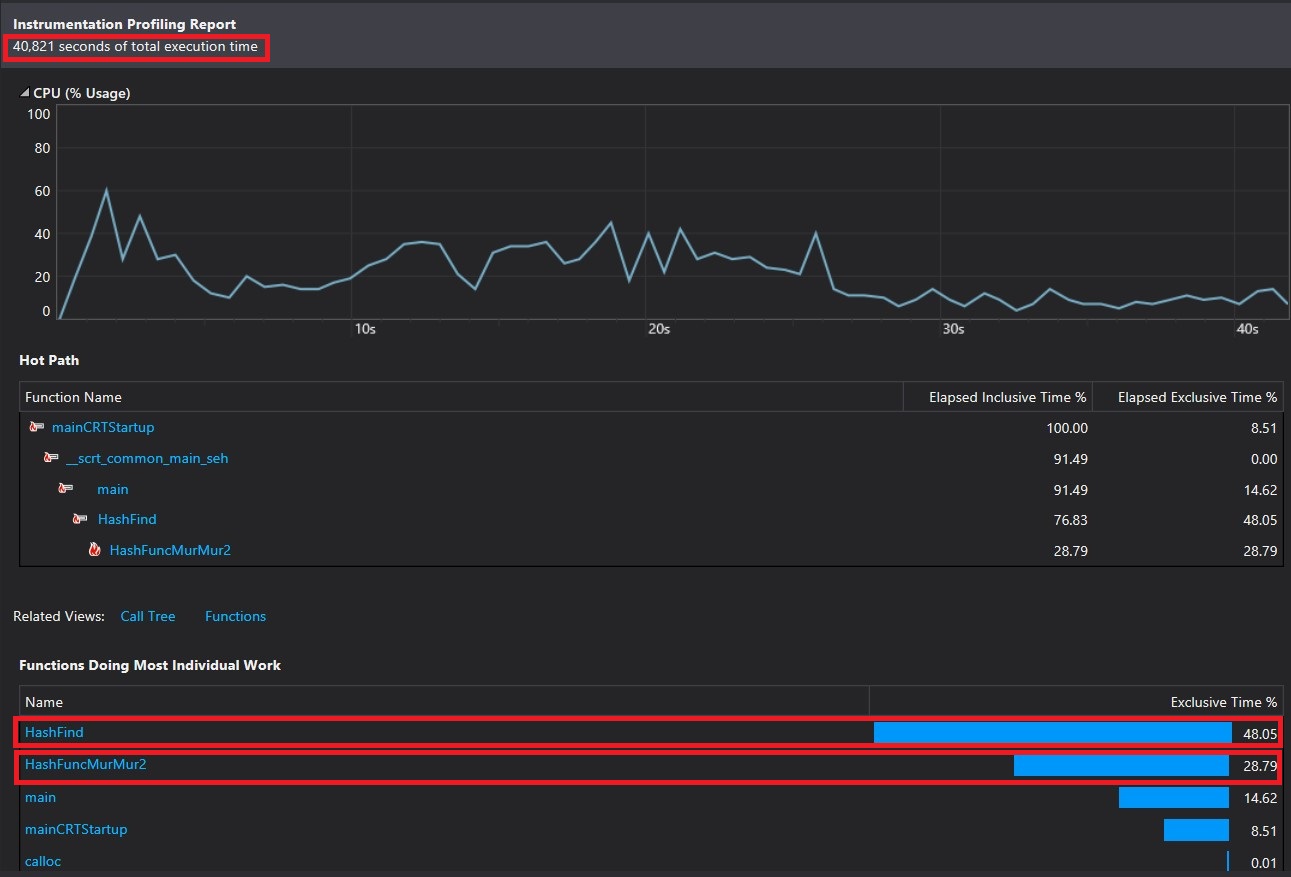 Instrumentation Profiling Report
40,821 seconds of total execution time
CPU (% Usage)
100
80
60
40
20
0
10s 20s 30s 40s
Hot Path
Function Name Elapsed Inclusive Time % Elapsed Exclusive Time %
mainCRTStartup 100.00 8.51
__scrt_common_main_seh 91.49 0.00
main 91.49 14.62
HashFind 76.83 48.05
HashFuncMurMur2 28.79 28.79
Related Views: Call Tree Functions
Functions Doing Most Individual Work
Name Exclusive Time %
HashFind 48.05
HashFuncMurMur2 28.79
main 14.62
mainCRTStartup 8.51
calloc 0.01